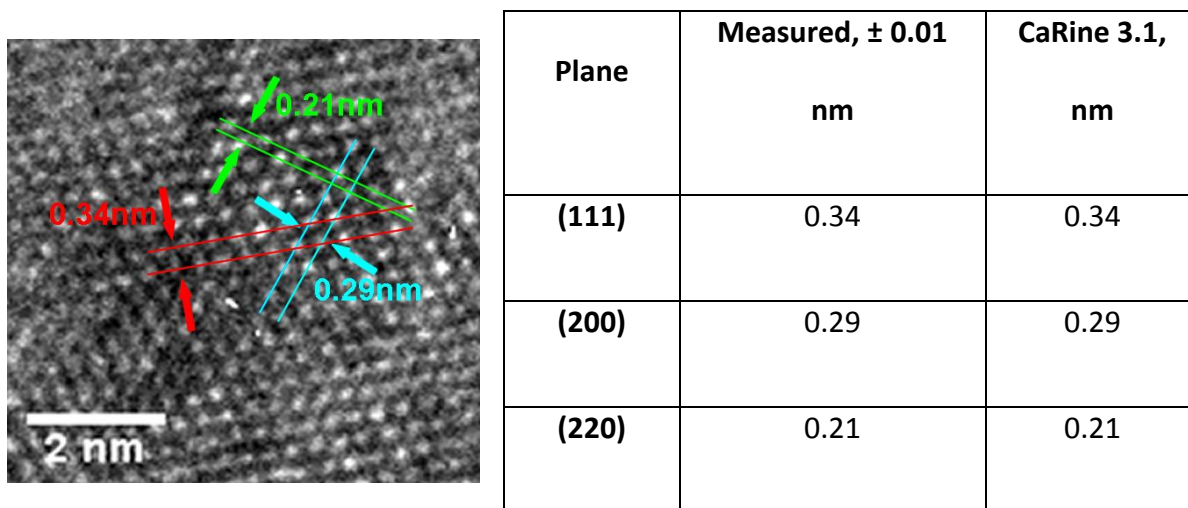 0.21nm
0.34nm
0.29nm
2 nm
Plane
Measured, ± 0.01
nm
CaRine 3.1,
nm
(111) 0.34 0.34
(200) 0.29 0.29
(220) 0.21 0.21